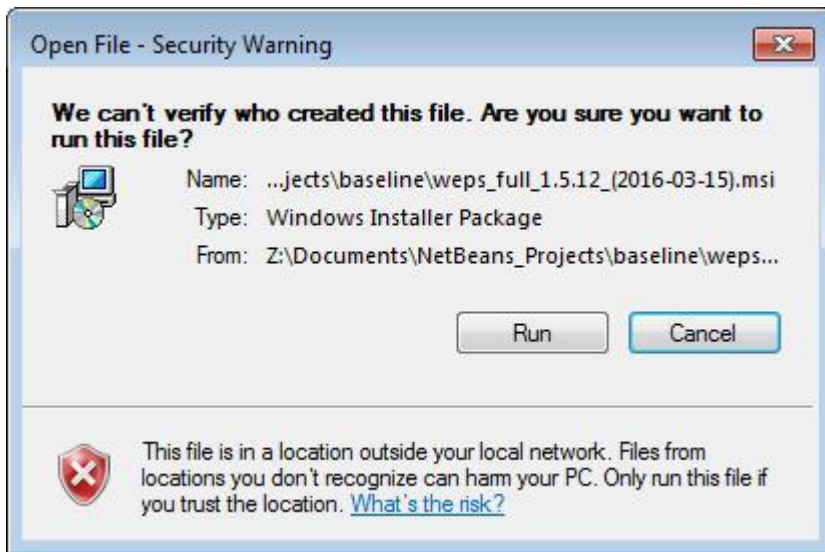 Open File - Security Warning
We can't verify who created this file. Are you sure you want to
run this file?
Name: ...jects\baseline\weps_full_1.5.12_(2016-03-15).msi
Type: Windows Installer Package
From: Z:\Documents\NetBeans_Projects\baseline\weps...
Run Cancel
This file is in a location outside your local network. Files from
locations you don't recognize can harm your PC. Only run this file if
you trust the location. What's the risk?